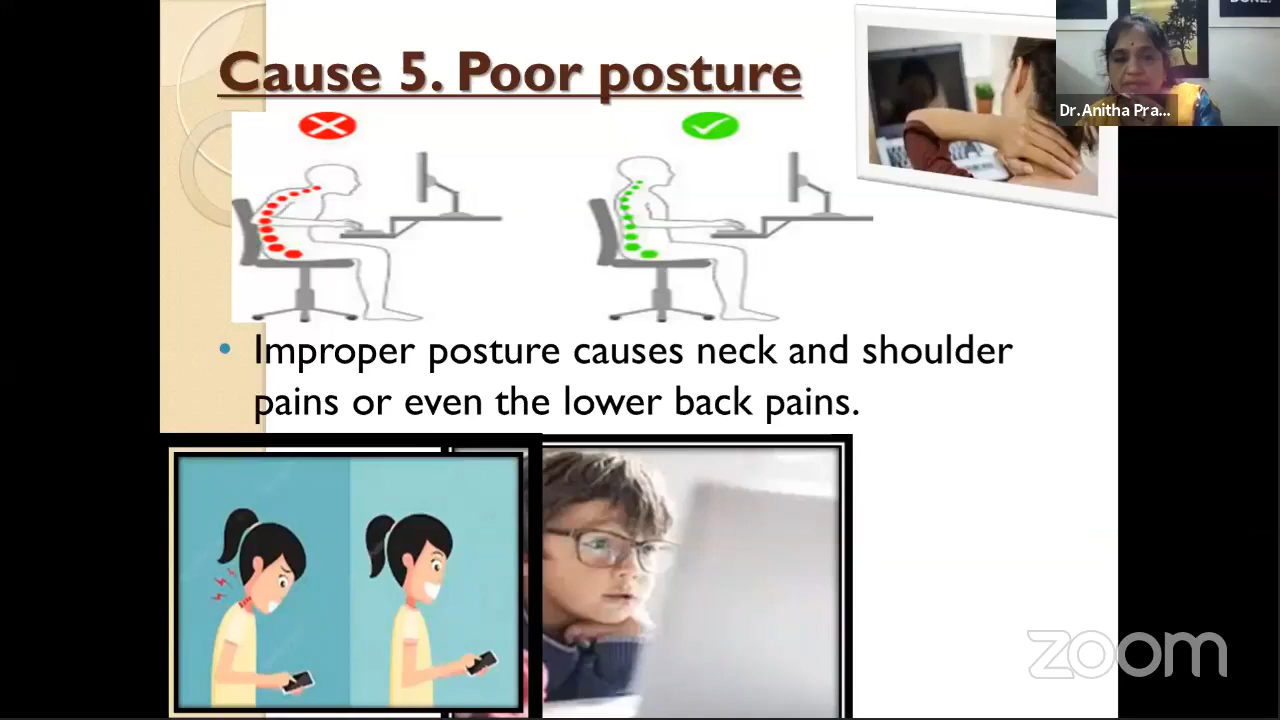 DONE.
Cause 5. Poor posture
Dr.Anitha Pra...
• Improper posture causes neck and shoulder
pains or even the lower back pains.
zoom